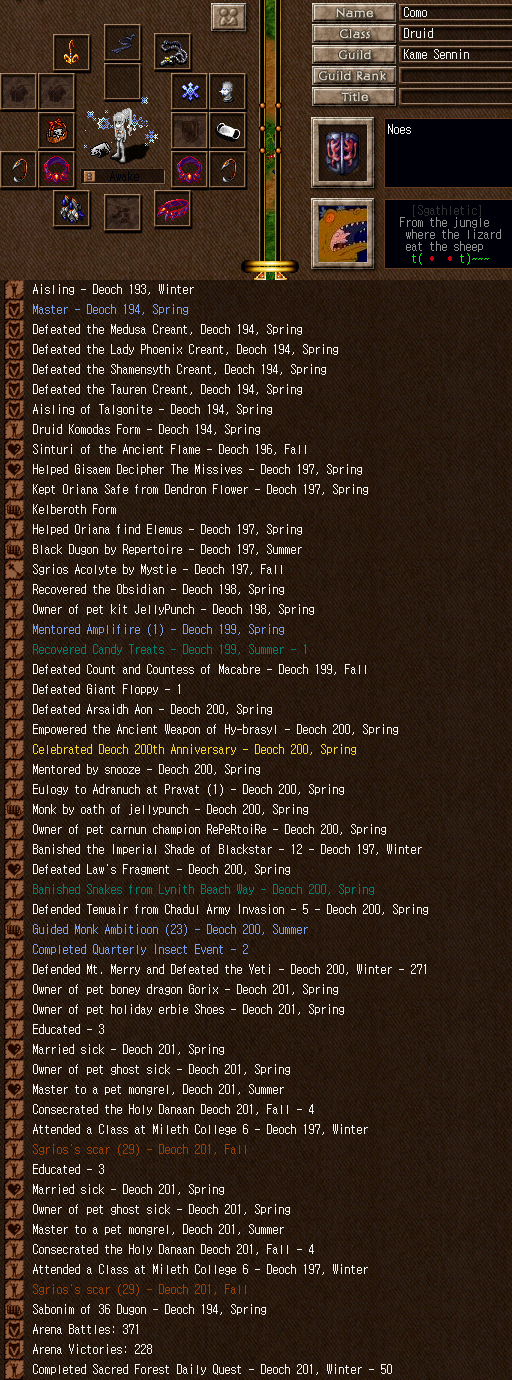 Name
Como
Class
Druid
Guild
Kame Sennin
Guild Rank
Title
Noes
Awake
[Sgathletic]
From the jungle
where the lizard
eat the sheep
t( • • t)~~~
Aisling - Deoch 193, Winter
Master - Deoch 194, Spring
Defeated the Medusa Creant, Deoch 194, Spring
Defeated the Lady Phoenix Creant, Deoch 194, Spring
Defeated the Shamensyth Creant, Deoch 194, Spring
Defeated the Tauren Creant, Deoch 194, Spring
Aisling of Talgonite - Deoch 194, Spring
Druid Komodas Form - Deoch 194, Spring
Sinturi of the Ancient Flame - Deoch 196, Fall
Helped Gisaem Decipher The Missives - Deoch 197, Spring
Kept Oriana Safe from Dendron Flower - Deoch 197, Spring
Kelberoth Form
Helped Oriana find Elemus - Deoch 197, Spring
Black Dugon by Repertoire - Deoch 197, Summer
Sgrios Acolyte by Mystie - Deoch 197, Fall
Recovered the Obsidian - Deoch 198, Spring
Owner of pet kit JellyPunch - Deoch 198, Spring
Mentored Amplifire (1) - Deoch 199, Spring
Recovered Candy Treats - Deoch 199, Summer - 1
Defeated Count and Countess of Macabre - Deoch 199, Fall
Defeated Giant Floppy - 1
Defeated Arsaidh Aon - Deoch 200, Spring
Empowered the Ancient Weapon of Hy-brasyl - Deoch 200, Spring
Celebrated Deoch 200th Anniversary - Deoch 200, Spring
Mentored by snooze - Deoch 200, Spring
Eulogy to Adranuch at Pravat (1) - Deoch 200, Spring
Monk by oath of jellypunch - Deoch 200, Spring
Owner of pet carnun champion RePeRtoiRe - Deoch 200, Spring
Banished the Imperial Shade of Blackstar - 12 - Deoch 197, Winter
Defeated Law's Fragment - Deoch 200, Spring
Banished Snakes from Lynith Beach Way - Deoch 200, Spring
Defended Temuair from Chadul Army Invasion - 5 - Deoch 200, Spring
Guided Monk Ambitioon (23) - Deoch 200, Summer
Completed Quarterly Insect Event - 2
Defended Mt. Merry and Defeated the Yeti - Deoch 200, Winter - 271
Owner of pet boney dragon Gorix - Deoch 201, Spring
Owner of pet holiday erbie Shoes - Deoch 201, Spring
Educated - 3
Married sick - Deoch 201, Spring
Owner of pet ghost sick - Deoch 201, Spring
Master to a pet mongrel, Deoch 201, Summer
Consecrated the Holy Danaan Deoch 201, Fall - 4
Attended a Class at Mileth College 6 - Deoch 197, Winter
Sgrios's scar (29) - Deoch 201, Fall
Educated - 3
Married sick - Deoch 201, Spring
Owner of pet ghost sick - Deoch 201, Spring
Master to a pet mongrel, Deoch 201, Summer
Consecrated the Holy Danaan Deoch 201, Fall - 4
Attended a Class at Mileth College 6 - Deoch 197, Winter
Sgrios's scar (29) - Deoch 201, Fall
Sabonim of 36 Dugon - Deoch 194, Spring
Arena Battles: 371
Arena Victories: 228
Completed Sacred Forest Daily Quest - Deoch 201, Winter - 50